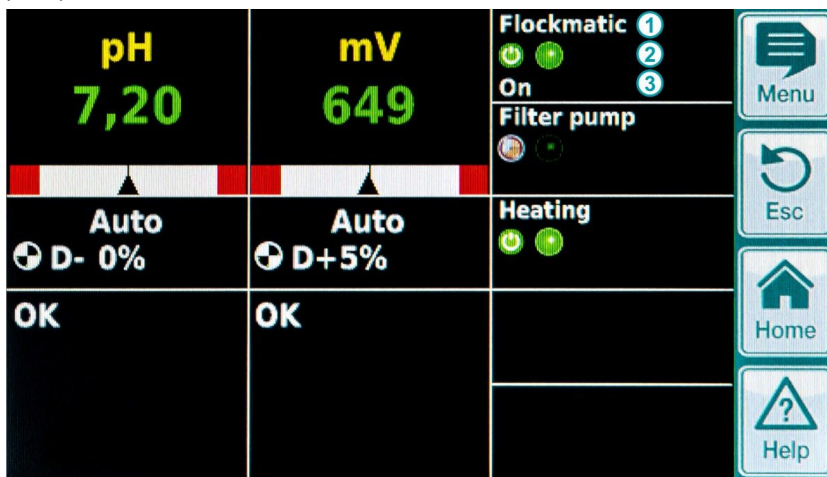 pH
7,20
Auto
D- 0%
OK
mV
649
Auto
D+5%
OK
Flockmatic 1
2
On 3
Filter pump
Heating
Menu
Esc
Home
? Help